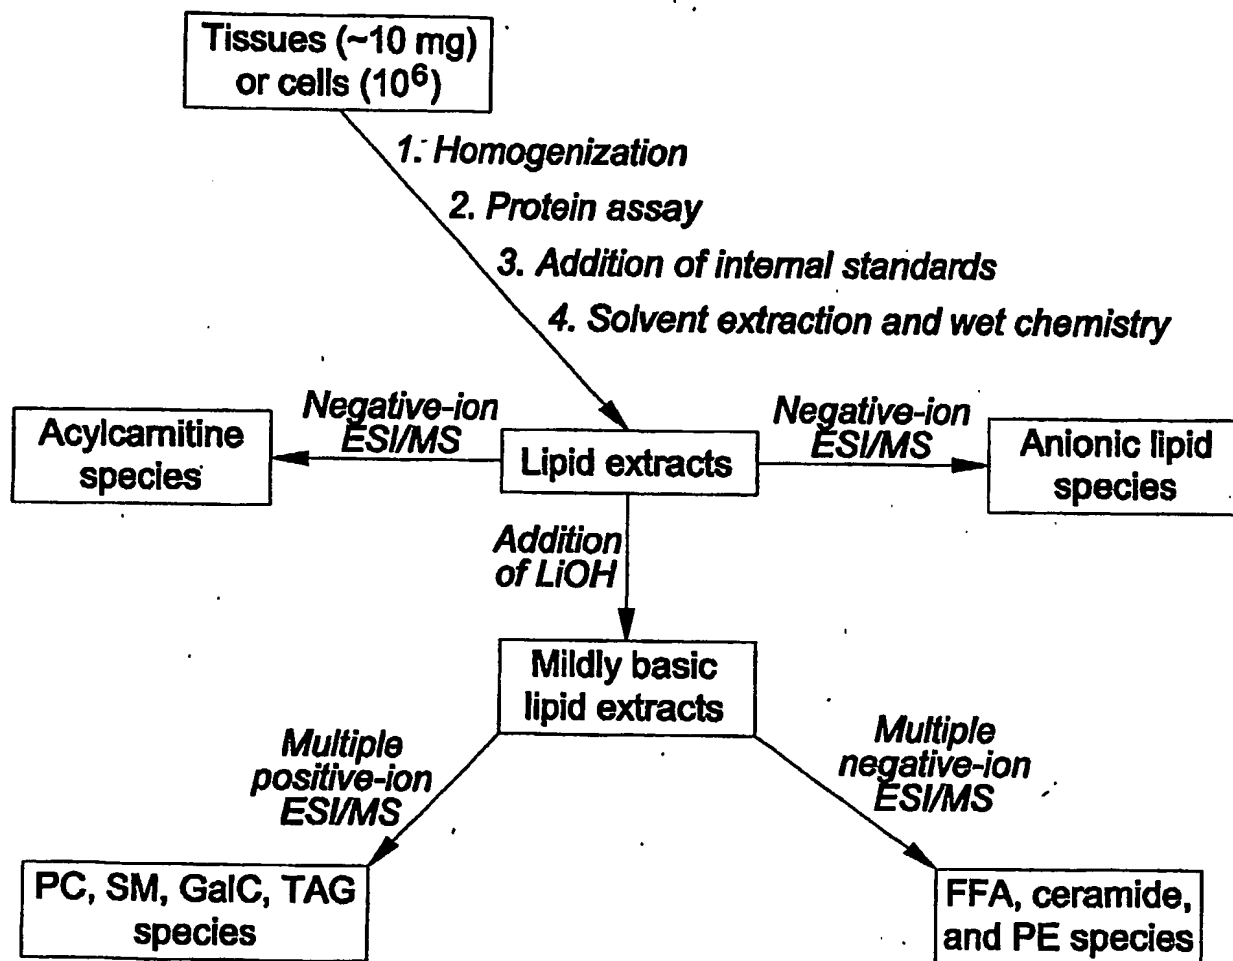 Tissues (~10 mg)
or cells (10⁶)
1. Homogenization
2. Protein assay
3. Addition of internal standards
4. Solvent extraction and wet chemistry
Negative-ion
ESI/MS
Negative-ion
ESI/MS
Acylcarnitine
species
Lipid extracts
Anionic lipid
species
Addition
of LiOH
Mildly basic
lipid extracts
Multiple
positive-ion
ESI/MS
Multiple
negative-ion
ESI/MS
PC, SM, GalC, TAG
species
FFA, ceramide,
and PE species